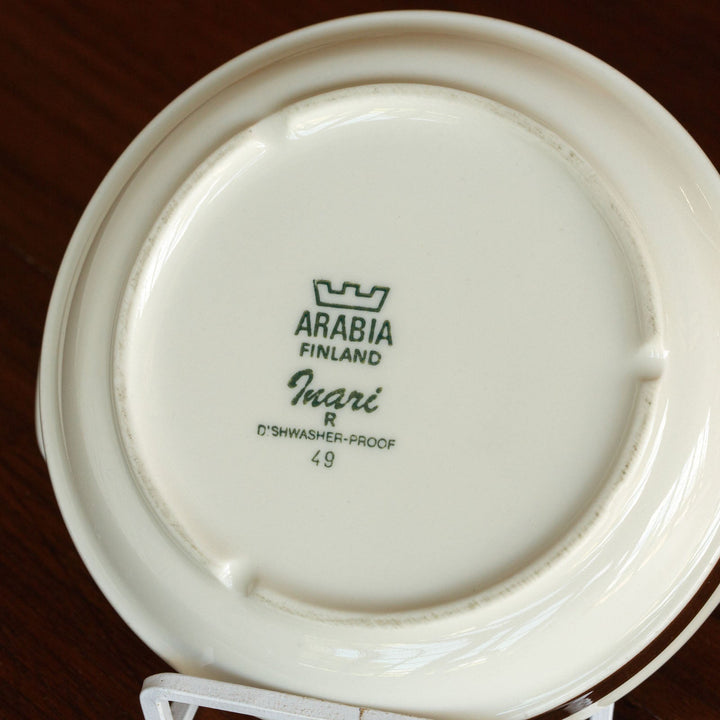 ARABIA
FINLAND
Inari
R
D'SHWASHER-PROOF
49